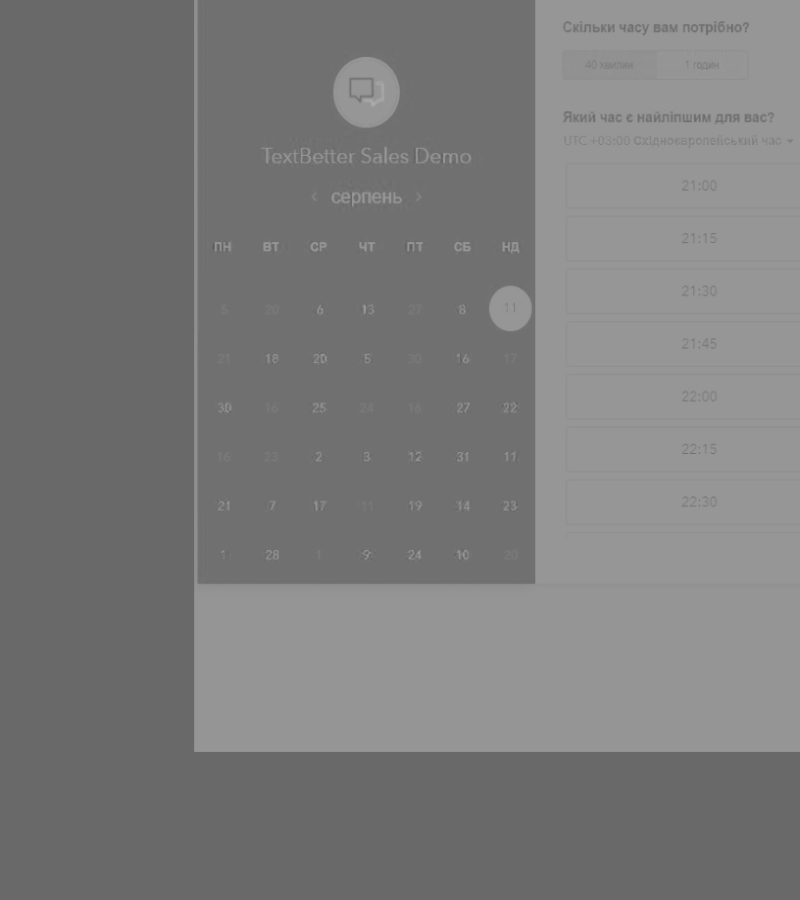 TextBetter Sales Demo
‹ серпень ›
ПН ВТ СР ЧТ ПТ СБ НД
6 13 27 8 11
21 18 20 5 30 16 17
30 16 25 24 16 27 22
16 23 2 3 12 31 11
21 7 17 11 19 14 23
1 28 1 9 24 10 20
Скільки часу вам потрібно?
40 хвилин 1 годин
Який час є найліпшим для вас?
UTC +03:00 Східноєвропейський час
21:00
21:15
21:30
21:45
22:00
22:15
22:30